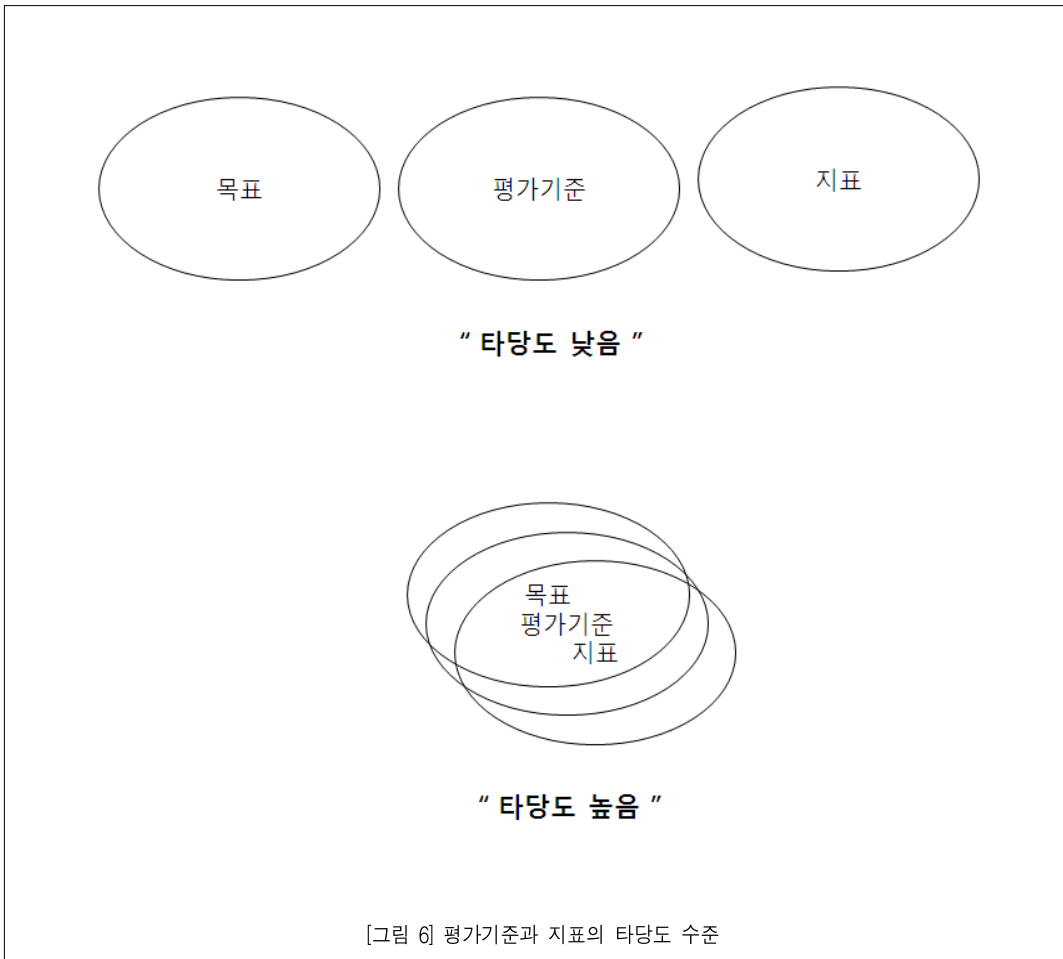 목표 평가기준 지표
“ 타당도 낮음 ”
목표
평가기준
지표
“ 타당도 높음 ”
[그림 6] 평가기준과 지표의 타당도 수준